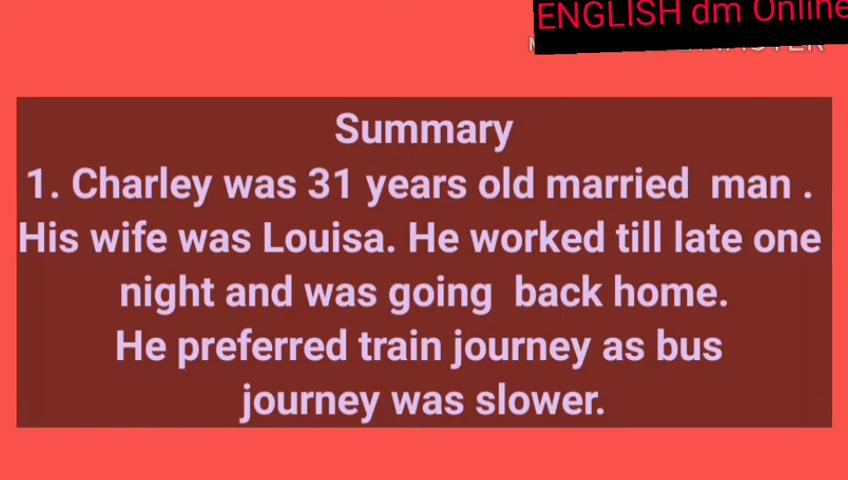 ENGLISH dm Online
Summary
1. Charley was 31 years old married man .
His wife was Louisa. He worked till late one
night and was going back home.
He preferred train journey as bus
journey was slower.